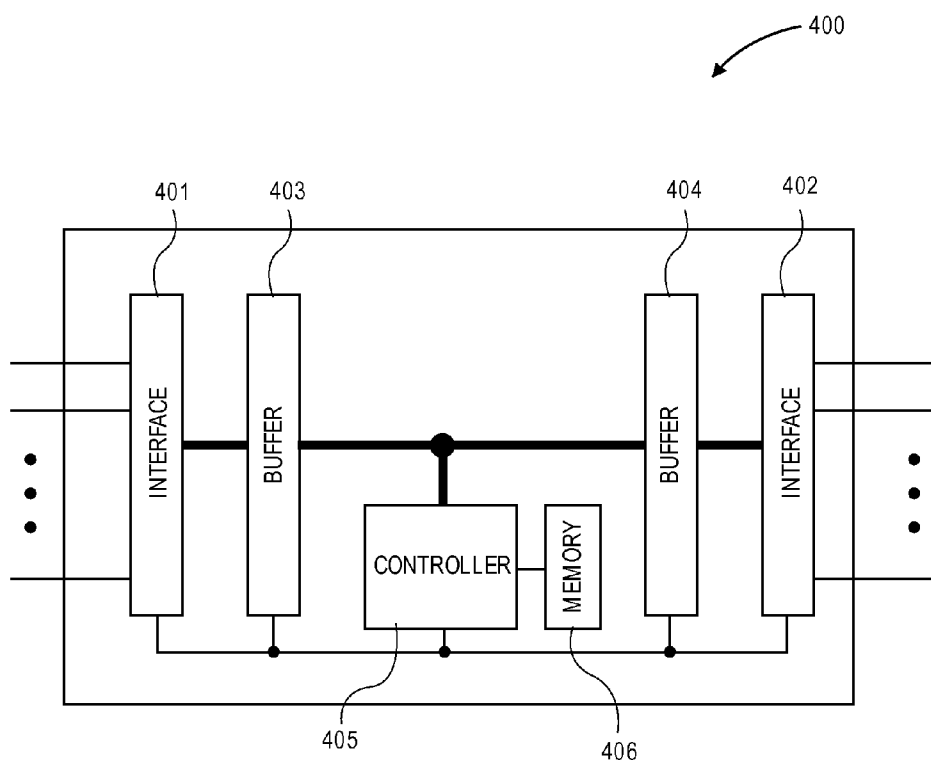 400
401
403
404
402
INTERFACE
BUFFER
BUFFER
INTERFACE
CONTROLLER
MEMORY
405
406